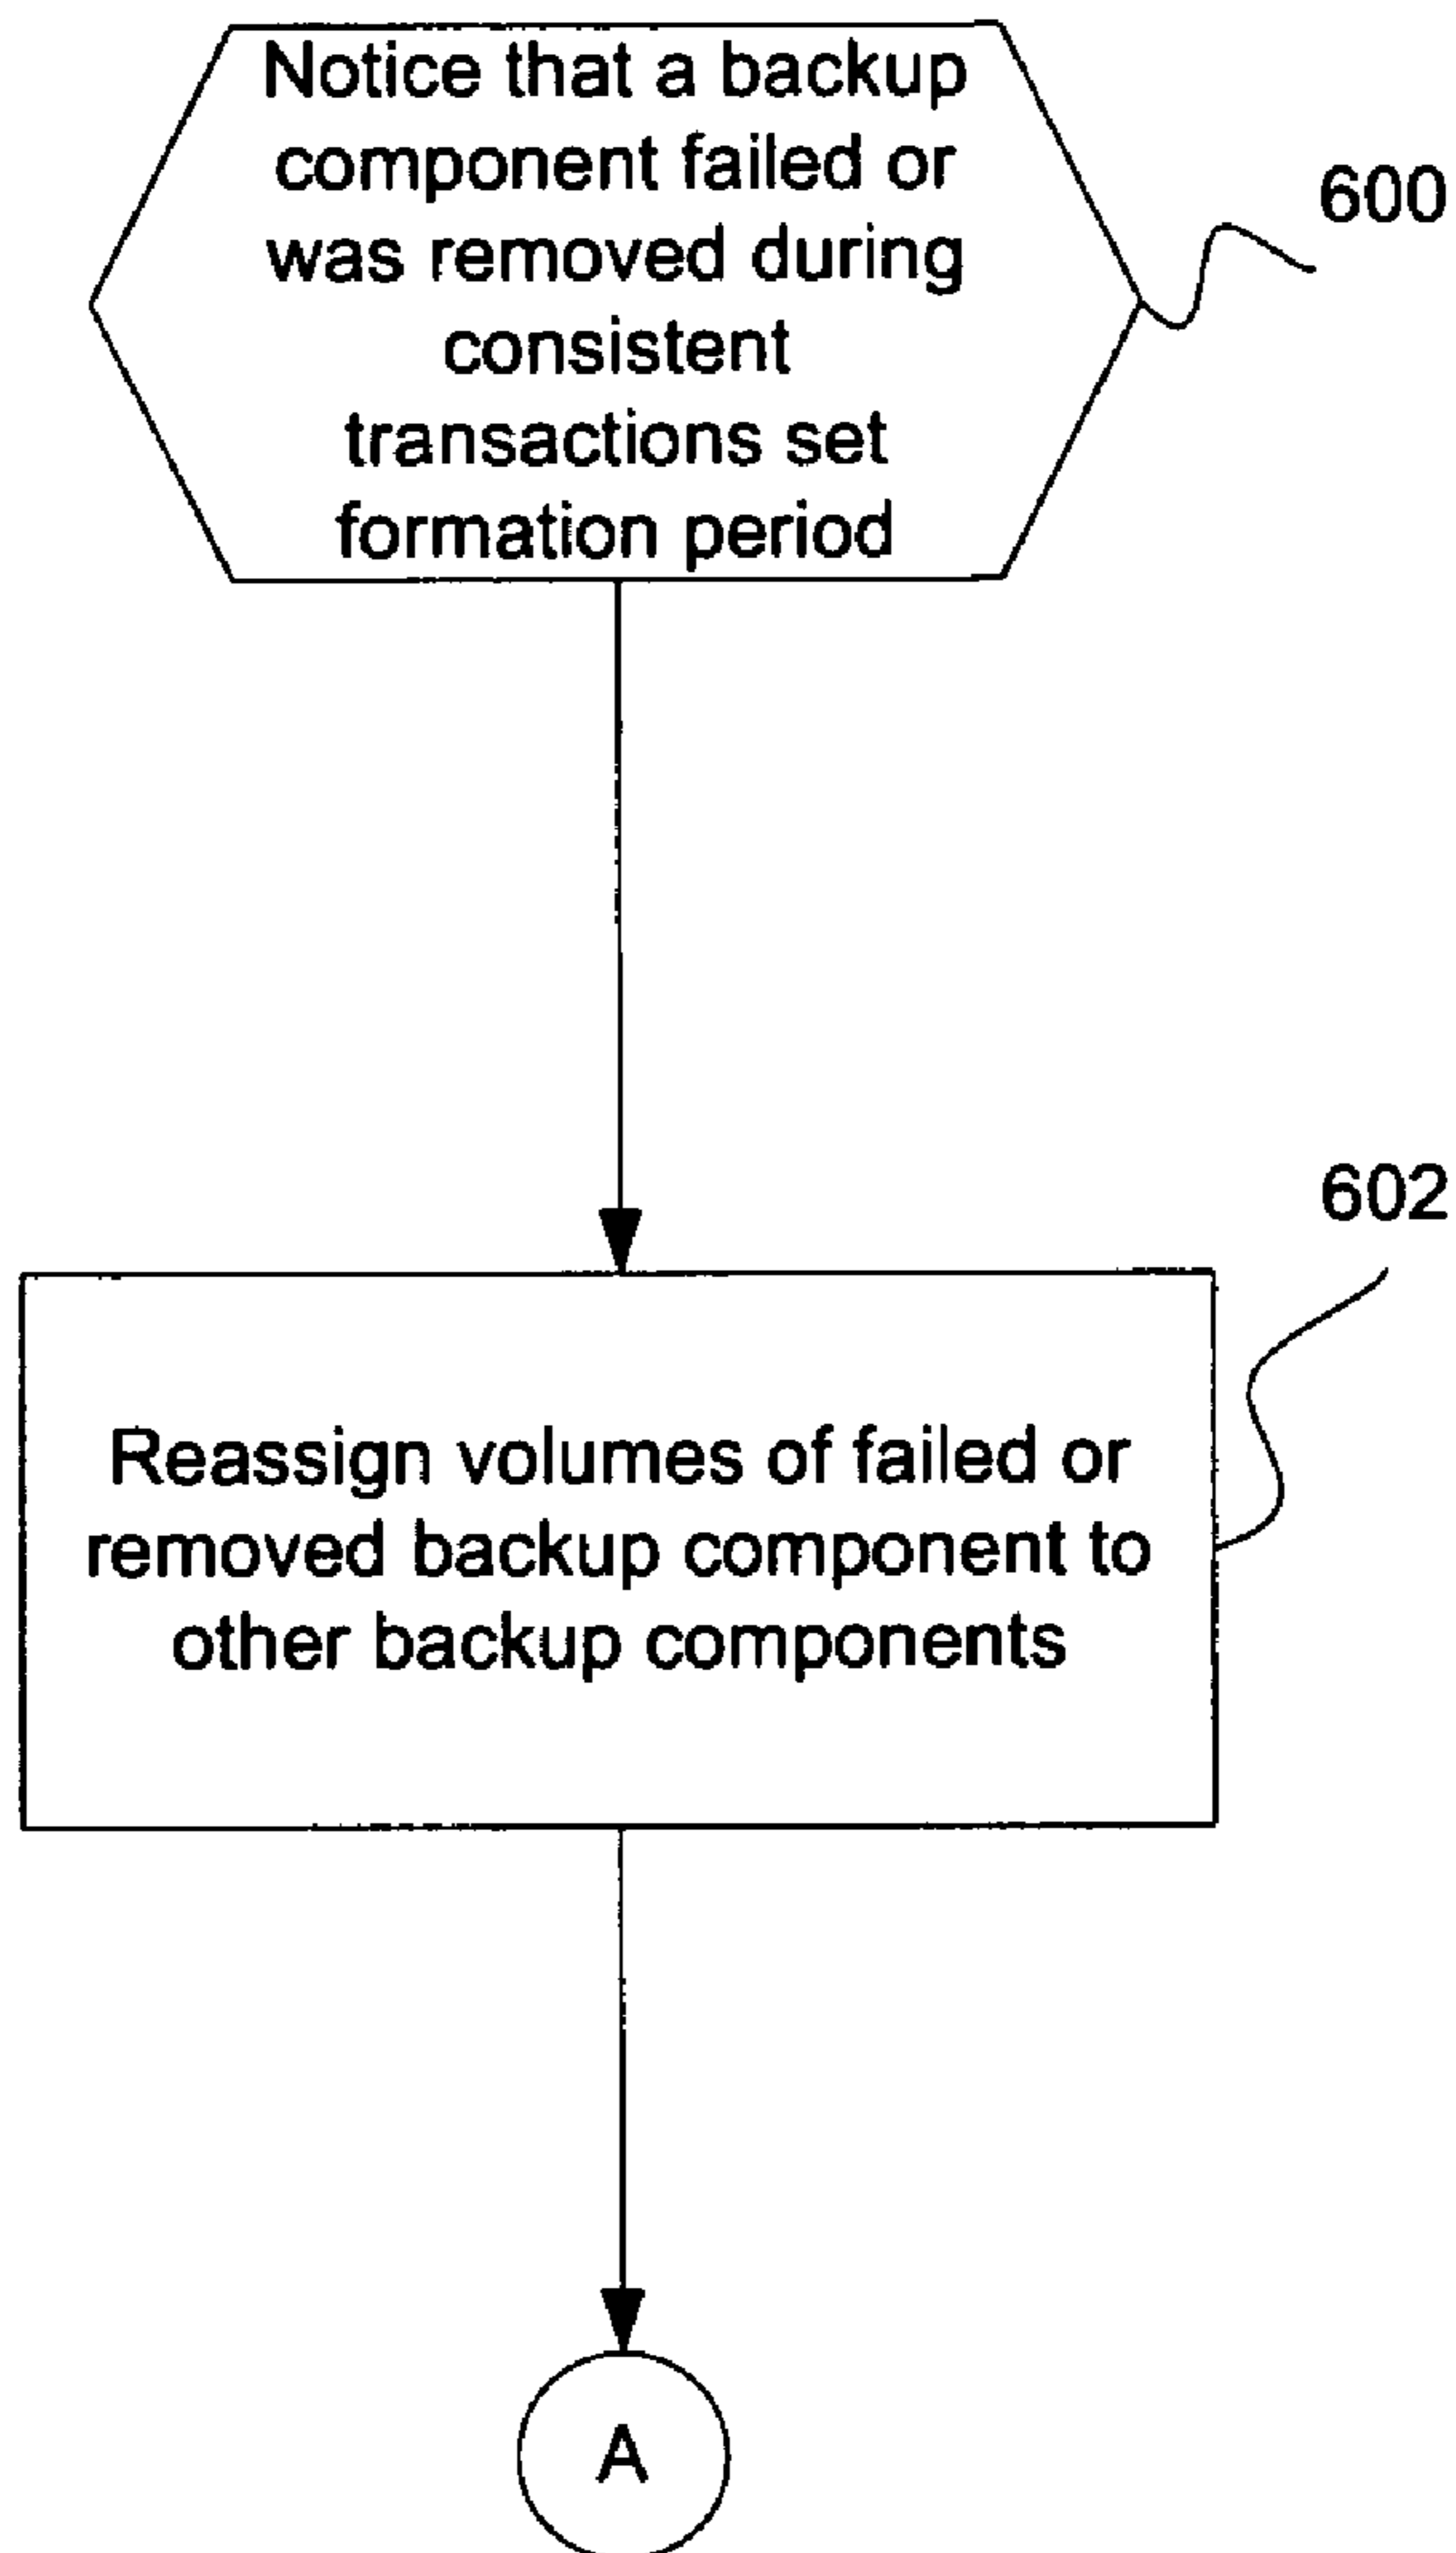 Notice that a backup
component failed or
was removed during
consistent
transactions set
formation period
600
602
Reassign volumes of failed or
removed backup component to
other backup components
A